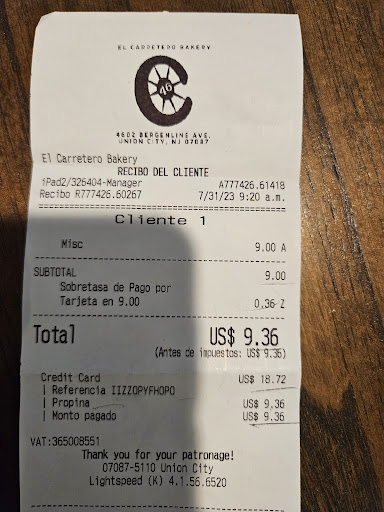 EL CARRETERO BAKERY
C
46
4602 BERGENLINE AVE.
UNION CITY, NJ 07087
El Carretero Bakery
RECIBO DEL CLIENTE
iPad2/326404-Manager A777426.61418
Recibo R777426.60267 7/31/23 9:20 a.m.
Cliente 1
Misc 9.00 A
SUBTOTAL 9.00
Sobretasa de Pago por
Tarjeta en 9.00 0.36 Z
Total US$ 9.36
(Antes de impuestos: US$ 9.36)
Credit Card US$ 18.72
| Referencia IIZZOPYFHOPO
| Propina US$ 9.36
| Monto pagado US$ 9.36
VAT:365008551
Thank you for your patronage!
07087-5110 Union City
Lightspeed (K) 4.1.56.6520